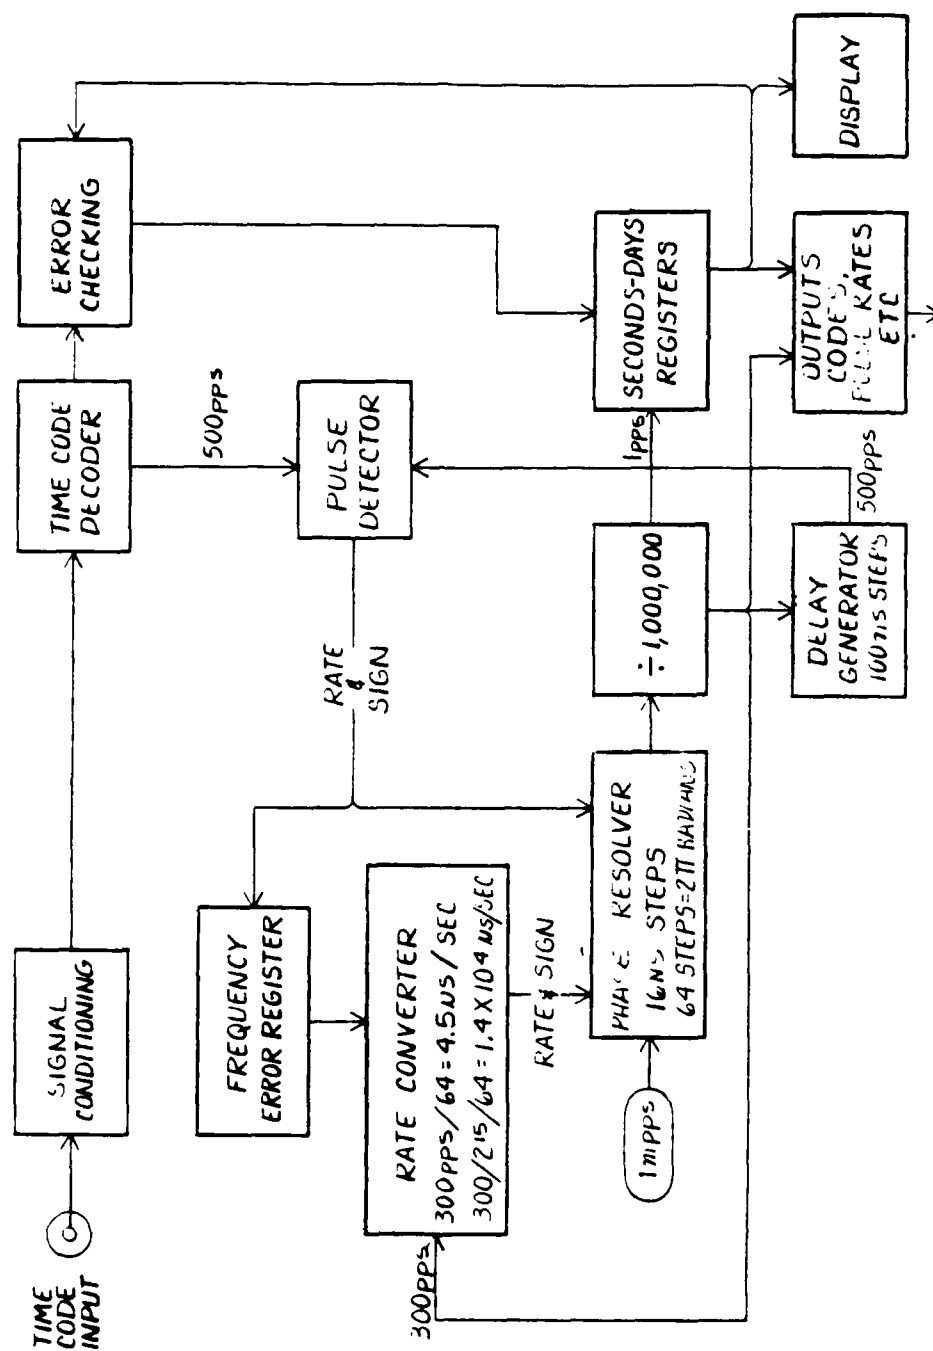 TIME
CODE
INPUT
SIGNAL
CONDITIONING
TIME CODE
DECODER
ERROR
CHECKING
500PPS
FREQUENCY
ERROR REGISTER
RATE
&
SIGN
PULSE
DETECTOR
300PPS
RATE CONVERTER
300PPS/64=4.5NS/SEC
300/215/64=1.4X104NS/SEC
RATE & SIGN
1MPPS
PHASE RESOLVER
16NS STEPS
64 STEPS=2Π RADIANS
÷1,000,000
1PPS
SECONDS-DAYS
REGISTERS
DELAY
GENERATOR
100NS STEPS
500PPS
OUTPUTS
CODES,
PULSE RATES
ETC
DISPLAY